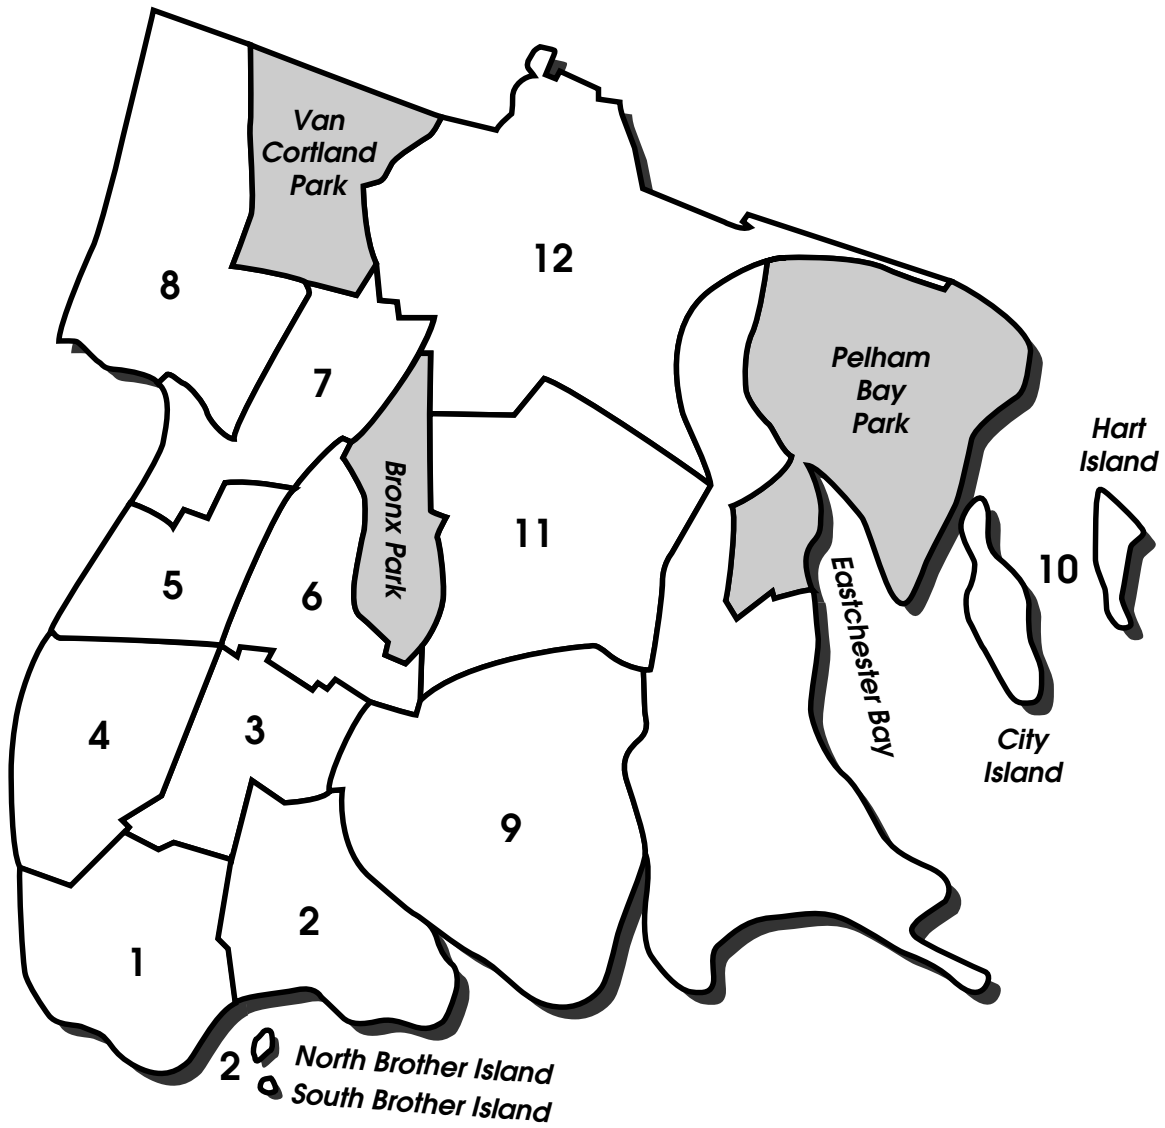 Van
Cortland
Park
12
8
Pelham
Bay
Park
7
Hart
Island
Bronx Park
11
10
5
6
Eastchester Bay
4
3
City
Island
9
2
1
2
North Brother Island
South Brother Island